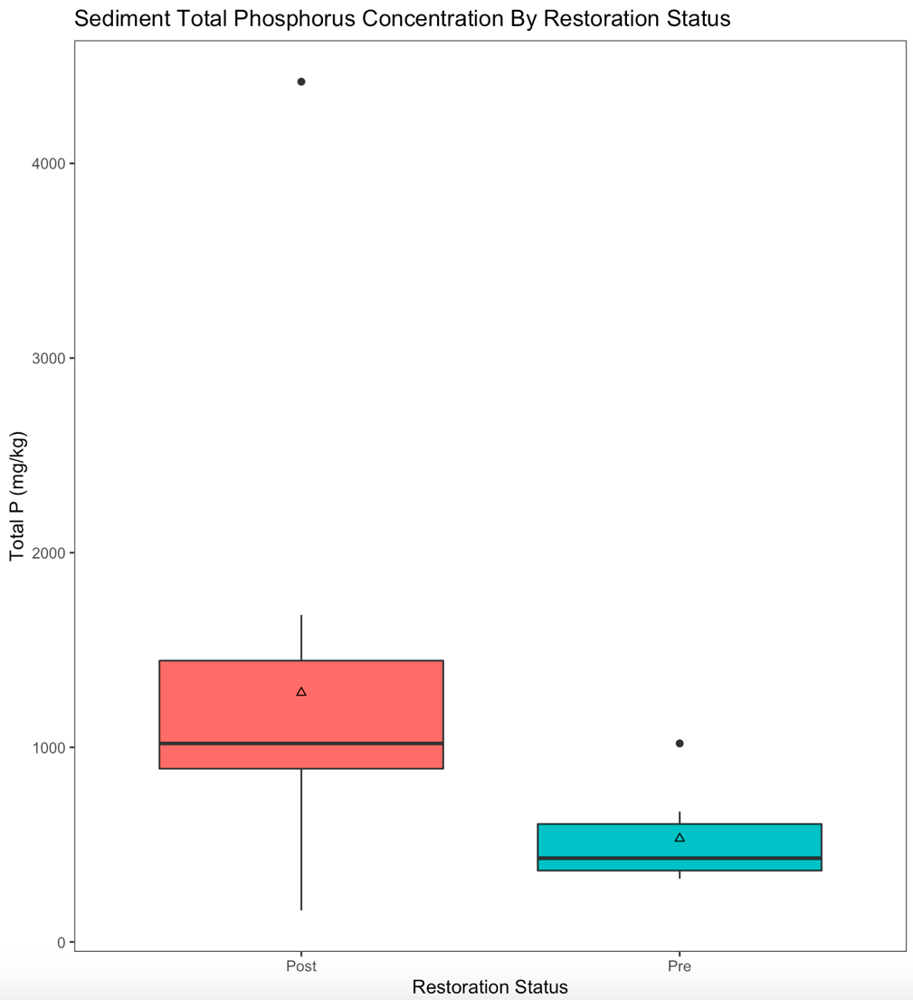 Sediment Total Phosphorus Concentration By Restoration Status
Total P (mg/kg)
4000
3000
2000
1000
0
Post
Pre
Restoration Status